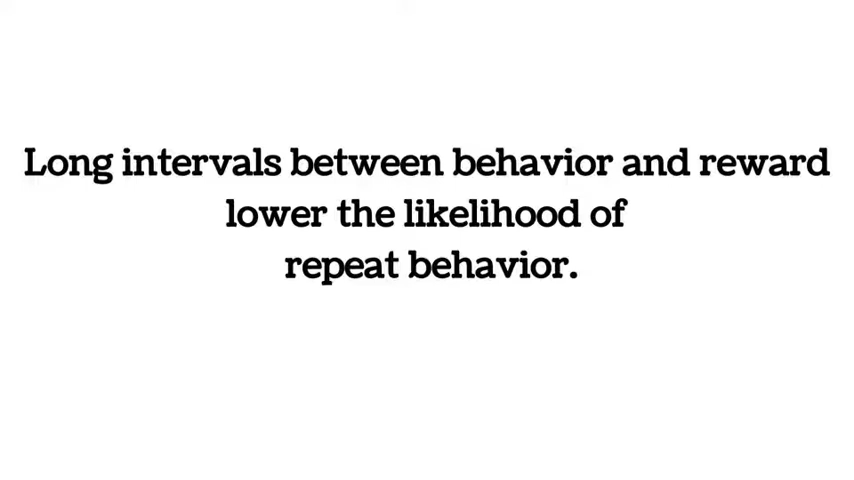 Long intervals between behavior and reward
lower the likelihood of
repeat behavior.